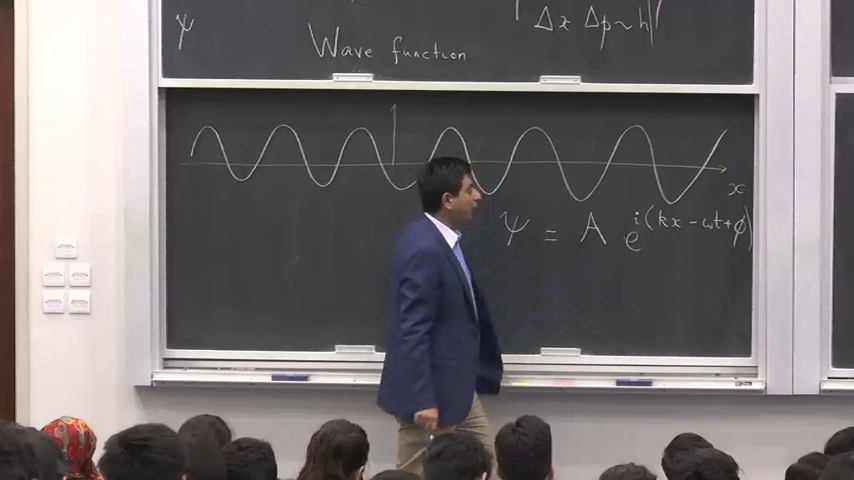 Ψ
Wave function
Δx Δp ~ h
x
Ψ = A e^{i(kx - ωt + φ)}